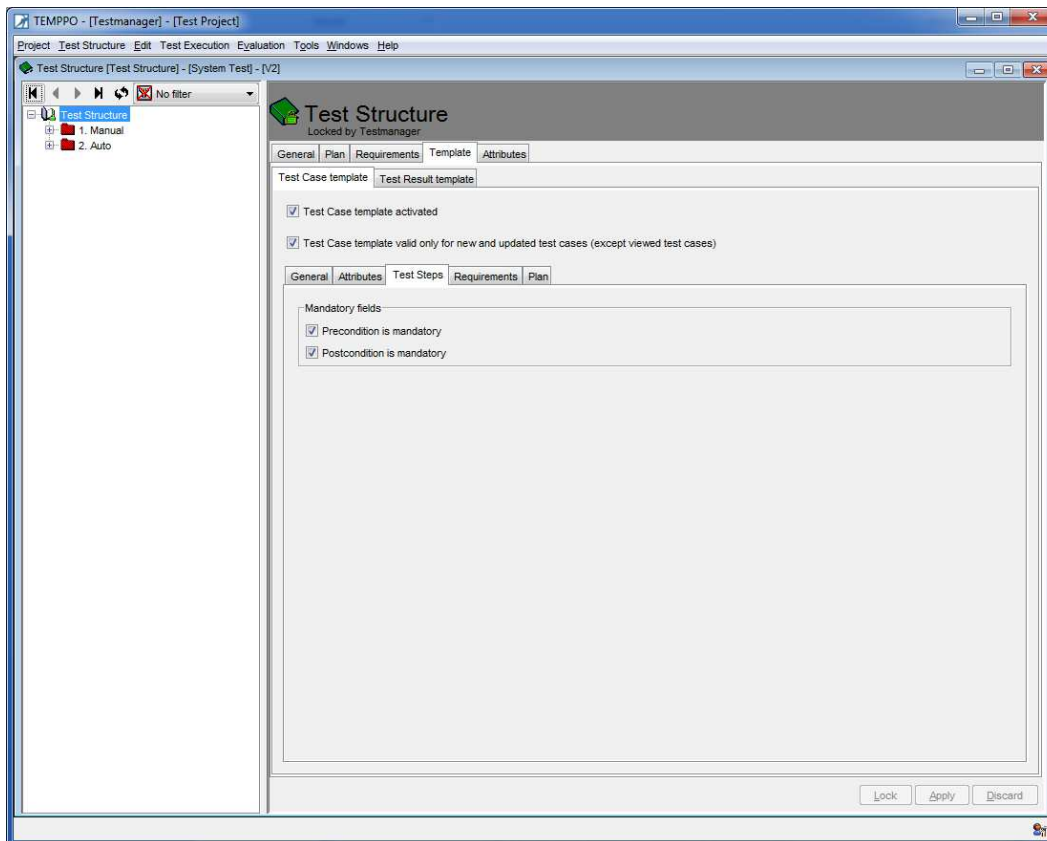 TEMPPO - [Testmanager] - [Test Project]
Project Test Structure Edit Test Execution Evaluation Tools Windows Help
Test Structure [Test Structure] - [System Test] - [V2]
No filter
Test Structure
1. Manual
2. Auto
Test Structure
Locked by Testmanager
General Plan Requirements Template Attributes
Test Case template Test Result template
Test Case template activated
Test Case template valid only for new and updated test cases (except viewed test cases)
General Attributes Test Steps Requirements Plan
Mandatory fields
Precondition is mandatory
Postcondition is mandatory
Lock Apply Discard